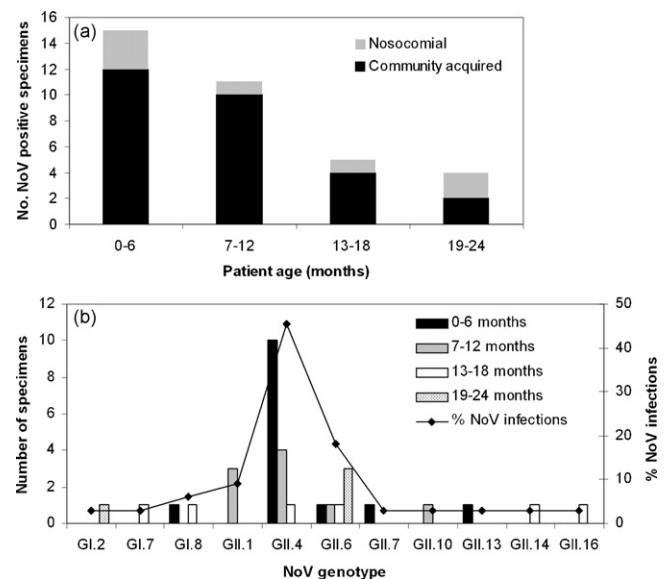 (a)
Nosocomial
Community acquired
No. NoV positive specimens
16
14
12
10
8
6
4
2
0
0-6 7-12 13-18 19-24
Patient age (months)
(b)
0-6 months
7-12 months
13-18 months
19-24 months
% NoV infections
Number of specimens
12
10
8
6
4
2
0
50
40
30
20
10
0
% NoV infections
GI.2 GI.7 GI.8 GII.1 GII.4 GII.6 GII.7 GII.10 GII.13 GII.14 GII.16
NoV genotype